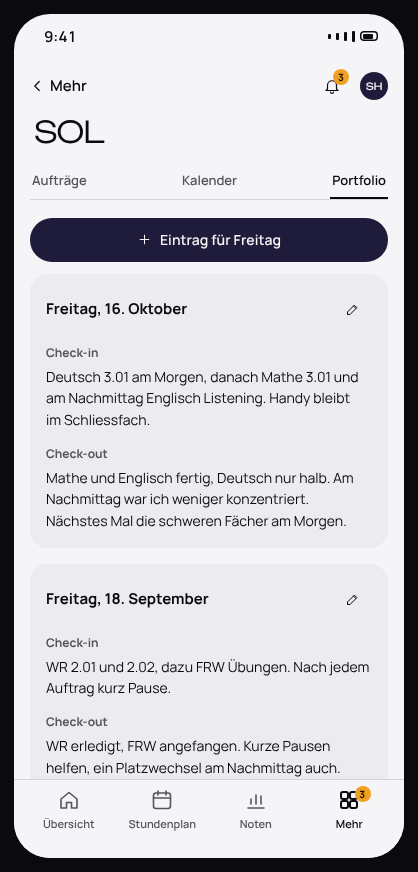 9:41
Mehr
3
SH
SOL
Aufträge
Kalender
Portfolio
+ Eintrag für Freitag
Freitag, 16. Oktober
Check-in
Deutsch 3.01 am Morgen, danach Mathe 3.01 und
am Nachmittag Englisch Listening. Handy bleibt
im Schliessfach.
Check-out
Mathe und Englisch fertig, Deutsch nur halb. Am
Nachmittag war ich weniger konzentriert.
Nächstes Mal die schweren Fächer am Morgen.
Freitag, 18. September
Check-in
WR 2.01 und 2.02, dazu FRW Übungen. Nach jedem
Auftrag kurz Pause.
Check-out
WR erledigt, FRW angefangen. Kurze Pausen
helfen, ein Platzwechsel am Nachmittag auch.
3
Übersicht
Stundenplan
Noten
Mehr